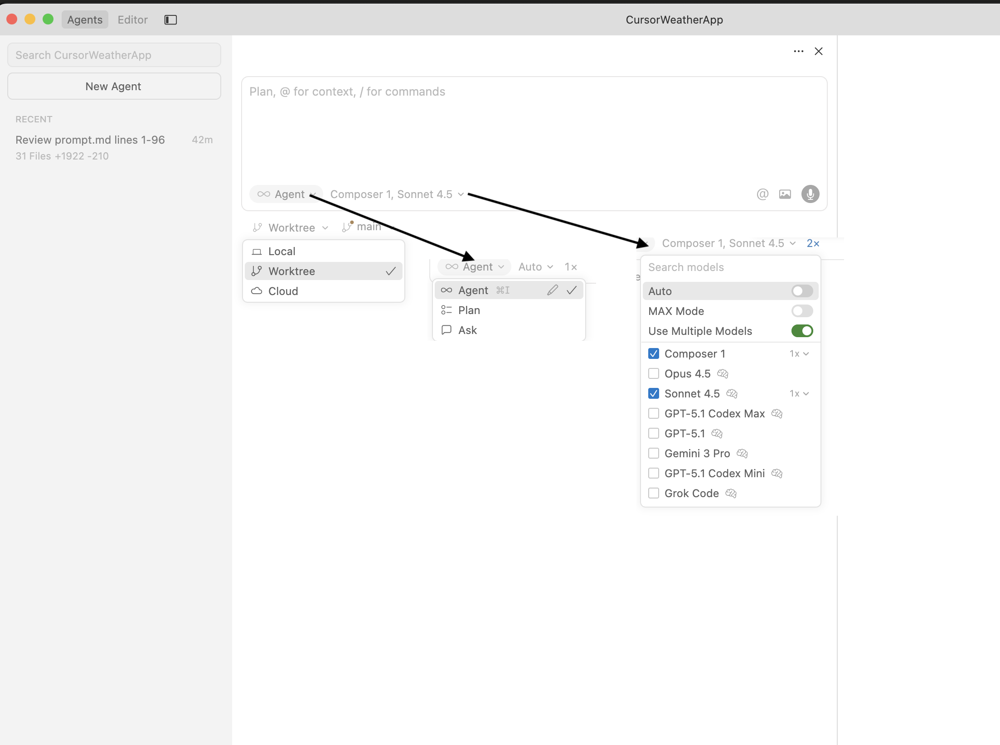 Agents Editor CursorWeatherApp
Search CursorWeatherApp
New Agent
RECENT
Review prompt.md lines 1-96 42m
31 Files +1922 -210
Plan, @ for context, / for commands
Agent Composer 1, Sonnet 4.5
Worktree main
Local
Worktree
Cloud
Agent Auto 1×
Agent ⌘I
Plan
Ask
Composer 1, Sonnet 4.5 2×
e
Search models
Auto
MAX Mode
Use Multiple Models
Composer 1 1x
Opus 4.5
Sonnet 4.5 1x
GPT-5.1 Codex Max
GPT-5.1
Gemini 3 Pro
GPT-5.1 Codex Mini
Grok Code